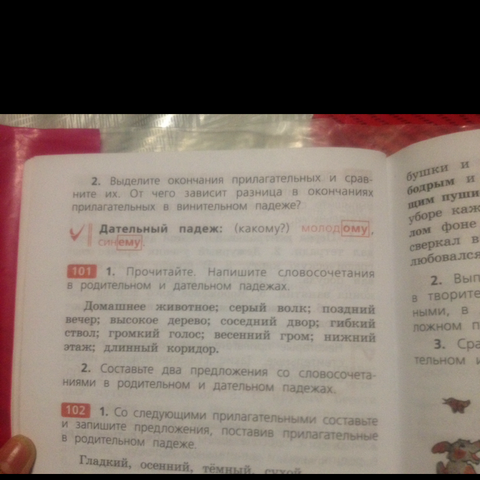 2. Выделите окончания прилагательных и срав-
ните их. От чего зависит разница в окончаниях
прилагательных в винительном падеже?
Дательный падеж: (какому?) молодому,
синему.
101 1. Прочитайте. Напишите словосочетания
в родительном и дательном падежах.
Домашнее животное; серый волк; поздний
вечер; высокое дерево; соседний двор; гибкий
ствол; громкий голос; весенний гром; нижний
этаж; длинный коридор.
2. Составьте два предложения со словосочета-
ниями в родительном и дательном падежах.
102 1. Со следующими прилагательными составьте
и запишите предложения, поставив прилагательные
в родительном падеже.
Гладкий, осенний, тёмный, сухой
бушки и
бодрым и
щим пуши
уборе каж
лом фоне
сверкал в
любовался
2. Вып
в творите
ными, в
ложном п
3. Сра
тельном и